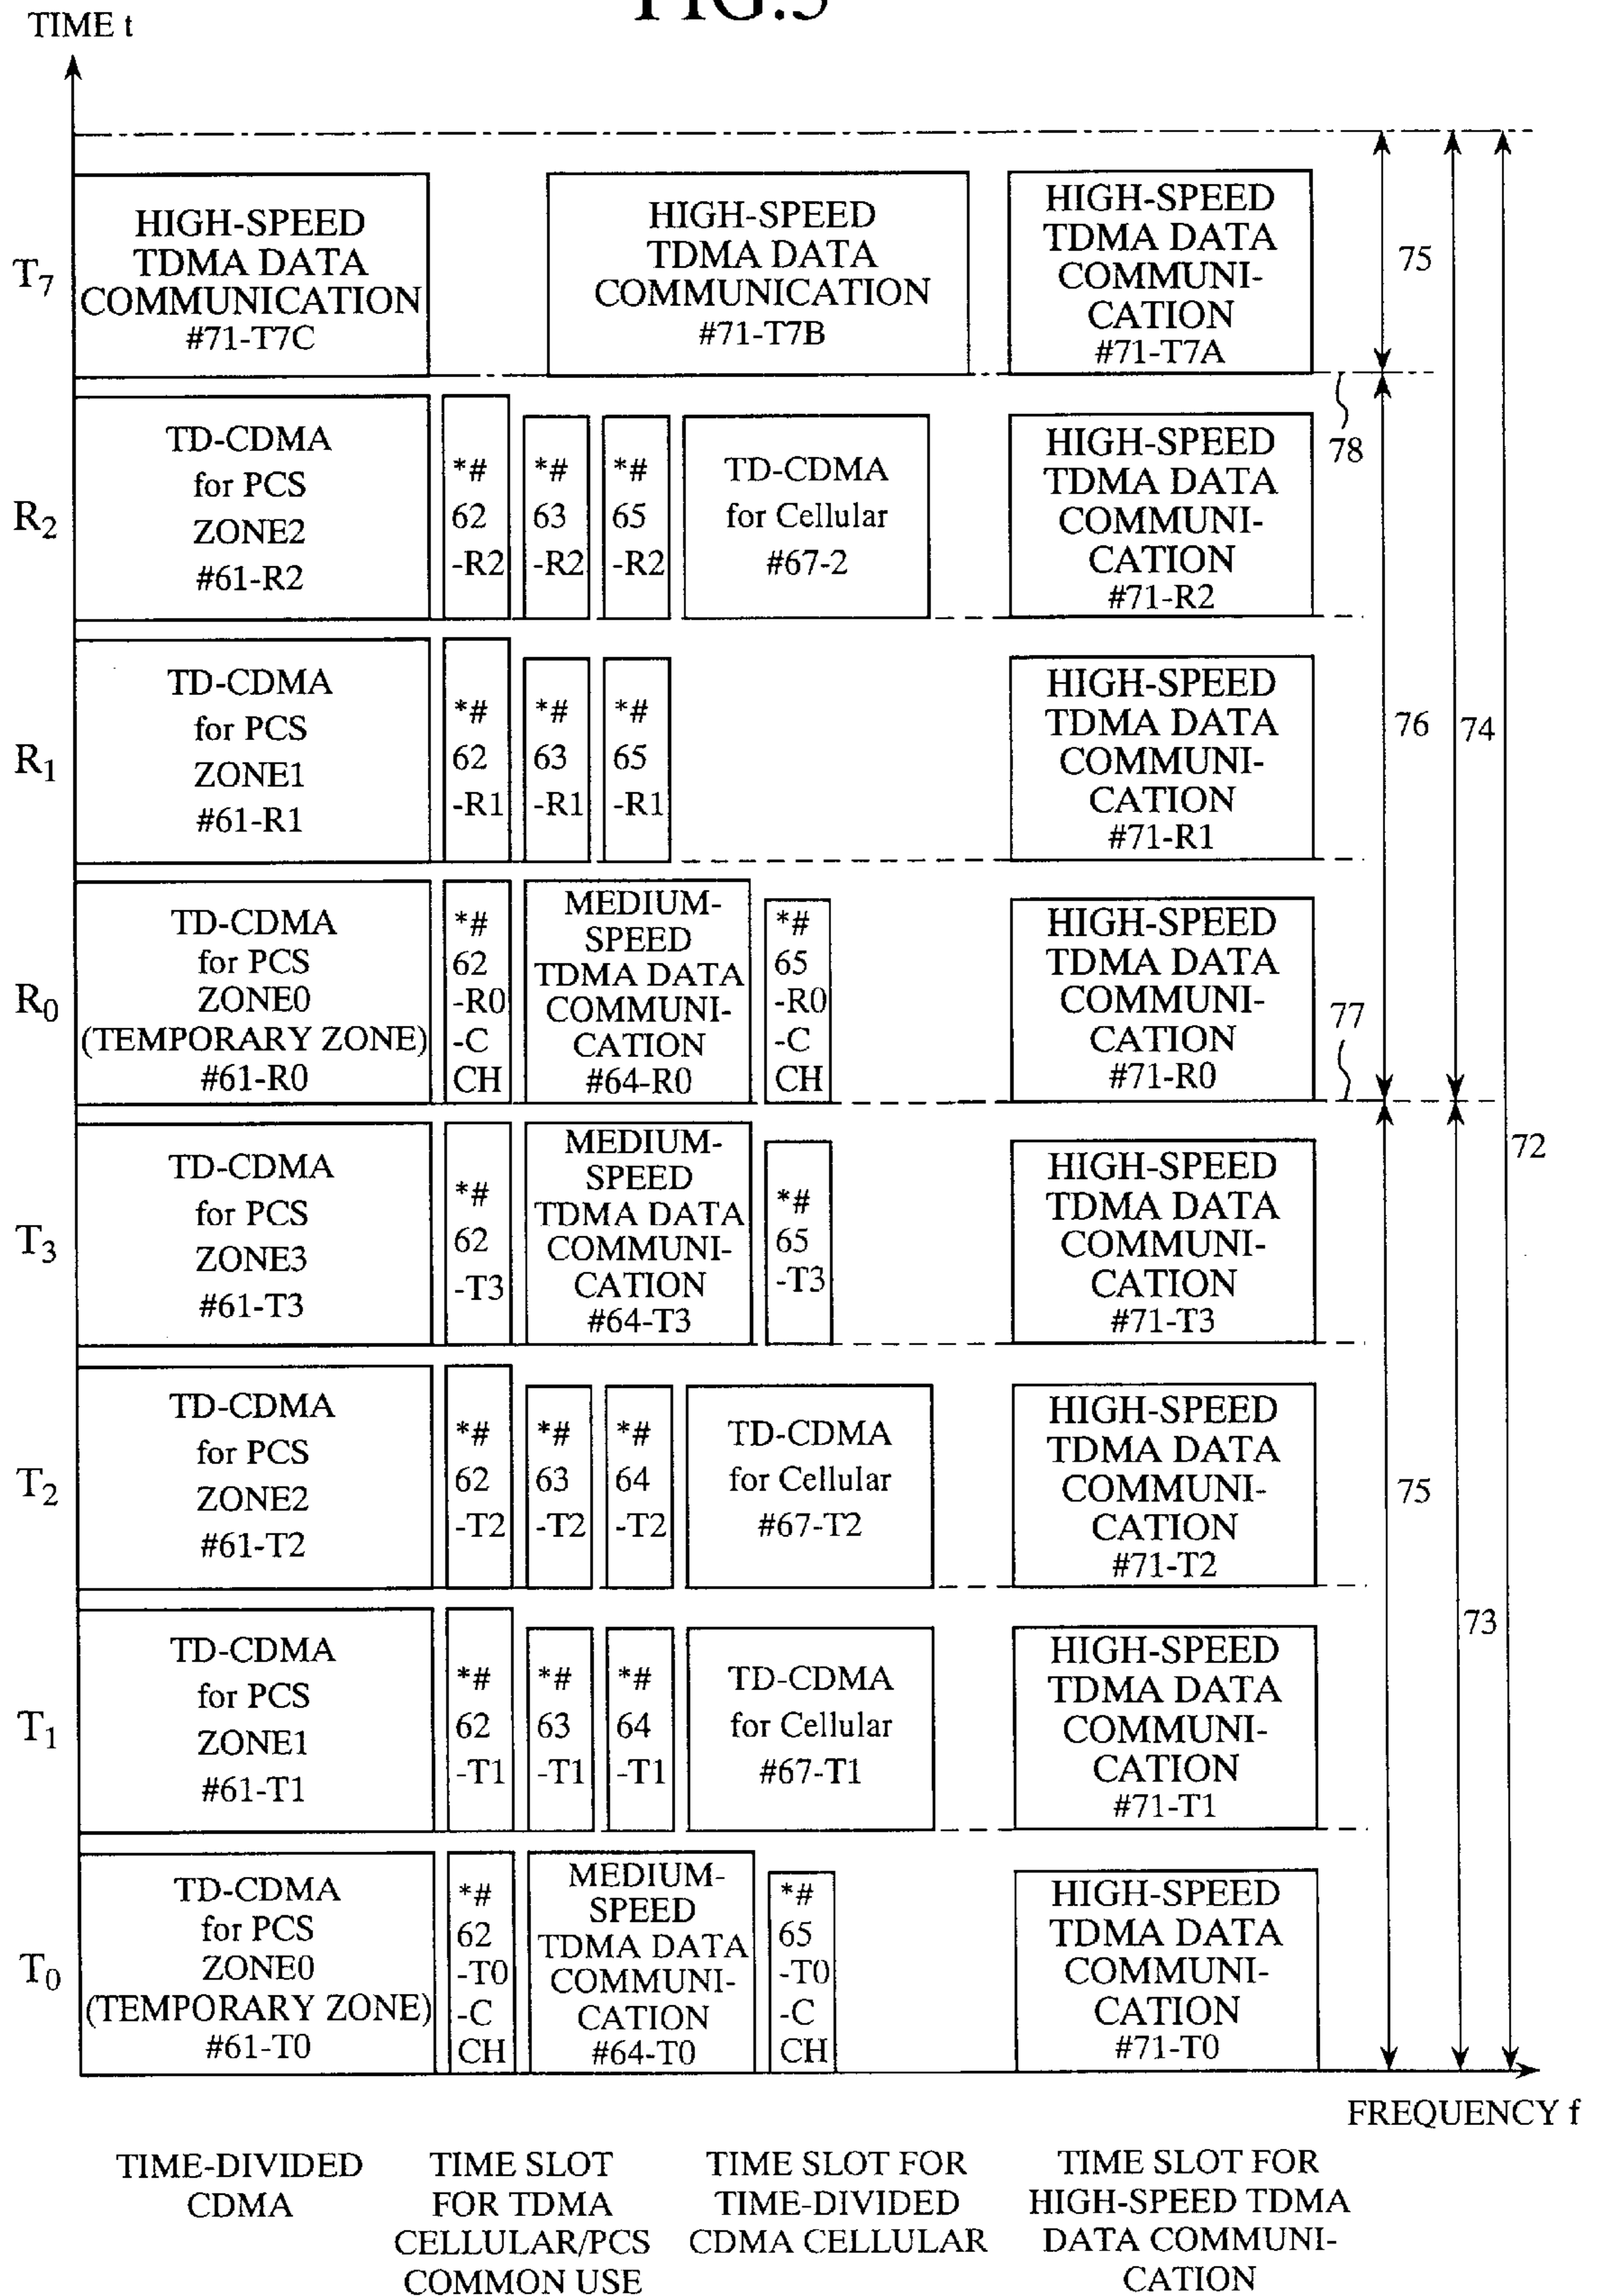 FIG.
TIME t
T7
HIGH-SPEED
TDMA DATA
COMMUNICATION
#71-T7C
HIGH-SPEED
TDMA DATA
COMMUNICATION
#71-T7B
HIGH-SPEED
TDMA DATA
COMMUNI-
CATION
#71-T7A
75
78
R2
TD-CDMA
for PCS
ZONE2
#61-R2
*#
62
-R2
*#
63
-R2
*#
65
-R2
TD-CDMA
for Cellular
#67-2
HIGH-SPEED
TDMA DATA
COMMUNI-
CATION
#71-R2
R1
TD-CDMA
for PCS
ZONE1
#61-R1
*#
62
-R1
*#
63
-R1
*#
65
-R1
HIGH-SPEED
TDMA DATA
COMMUNI-
CATION
#71-R1
76
74
R0
TD-CDMA
for PCS
ZONE0
(TEMPORARY ZONE)
#61-R0
*#
62
-R0
-C
CH
MEDIUM-
SPEED
TDMA DATA
COMMUNI-
CATION
#64-R0
*#
65
-R0
-C
CH
HIGH-SPEED
TDMA DATA
COMMUNI-
CATION
#71-R0
77
72
T3
TD-CDMA
for PCS
ZONE3
#61-T3
*#
62
-T3
MEDIUM-
SPEED
TDMA DATA
COMMUNI-
CATION
#64-T3
*#
65
-T3
HIGH-SPEED
TDMA DATA
COMMUNI-
CATION
#71-T3
T2
TD-CDMA
for PCS
ZONE2
#61-T2
*#
62
-T2
*#
63
-T2
*#
64
-T2
TD-CDMA
for Cellular
#67-T2
HIGH-SPEED
TDMA DATA
COMMUNI-
CATION
#71-T2
75
73
T1
TD-CDMA
for PCS
ZONE1
#61-T1
*#
62
-T1
*#
63
-T1
*#
64
-T1
TD-CDMA
for Cellular
#67-T1
HIGH-SPEED
TDMA DATA
COMMUNI-
CATION
#71-T1
T0
TD-CDMA
for PCS
ZONE0
(TEMPORARY ZONE)
#61-T0
*#
62
-T0
-C
CH
MEDIUM-
SPEED
TDMA DATA
COMMUNI-
CATION
#64-T0
*#
65
-T0
-C
CH
HIGH-SPEED
TDMA DATA
COMMUNI-
CATION
#71-T0
FREQUENCY f
TIME-DIVIDED
CDMA
TIME SLOT
FOR TDMA
CELLULAR/PCS
COMMON USE
TIME SLOT FOR
TIME-DIVIDED
CDMA CELLULAR
TIME SLOT FOR
HIGH-SPEED TDMA
DATA COMMUNI-
CATION